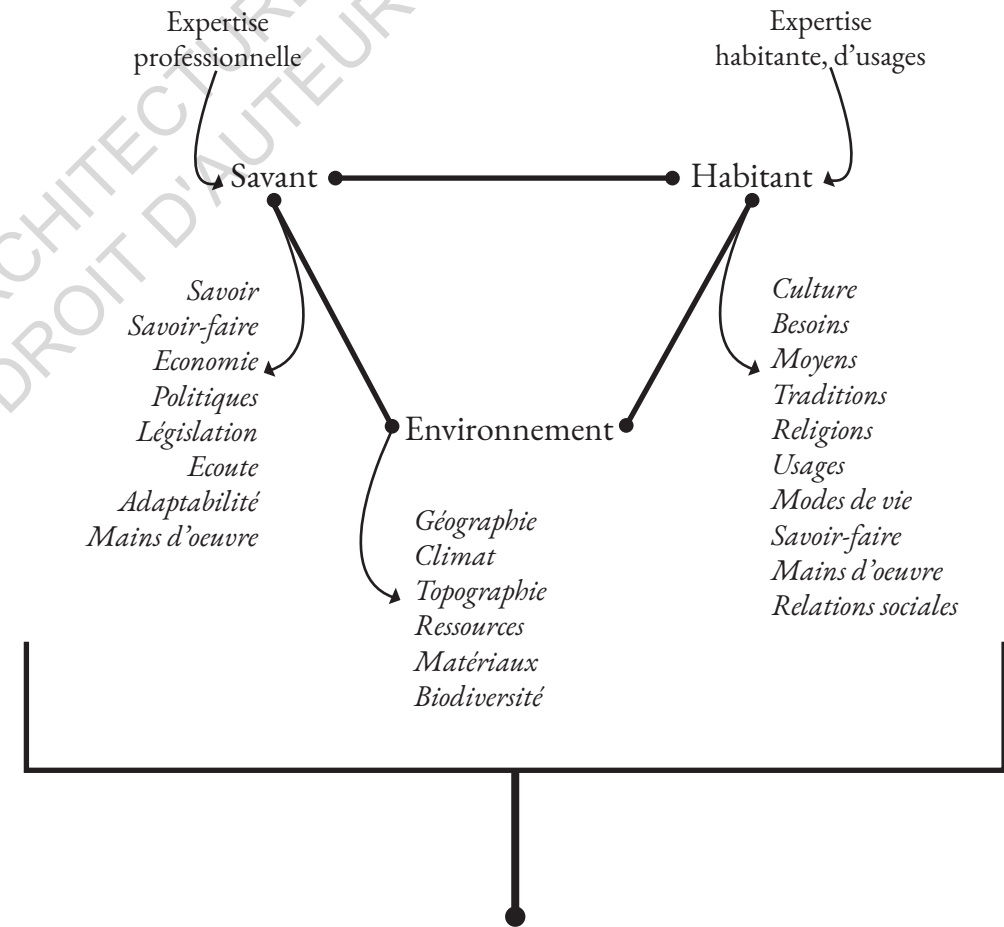 Expertise
professionnelle
Expertise
habitante, d'usages
Savant
Habitant
Savoir
Savoir-faire
Economie
Politiques
Législation
Ecoute
Adaptabilité
Mains d'oeuvre
Culture
Besoins
Moyens
Traditions
Religions
Usages
Modes de vie
Savoir-faire
Mains d'oeuvre
Relations sociales
Environnement
Géographie
Climat
Topographie
Ressources
Matériaux
Biodiversité
DROIT D'AUTEUR